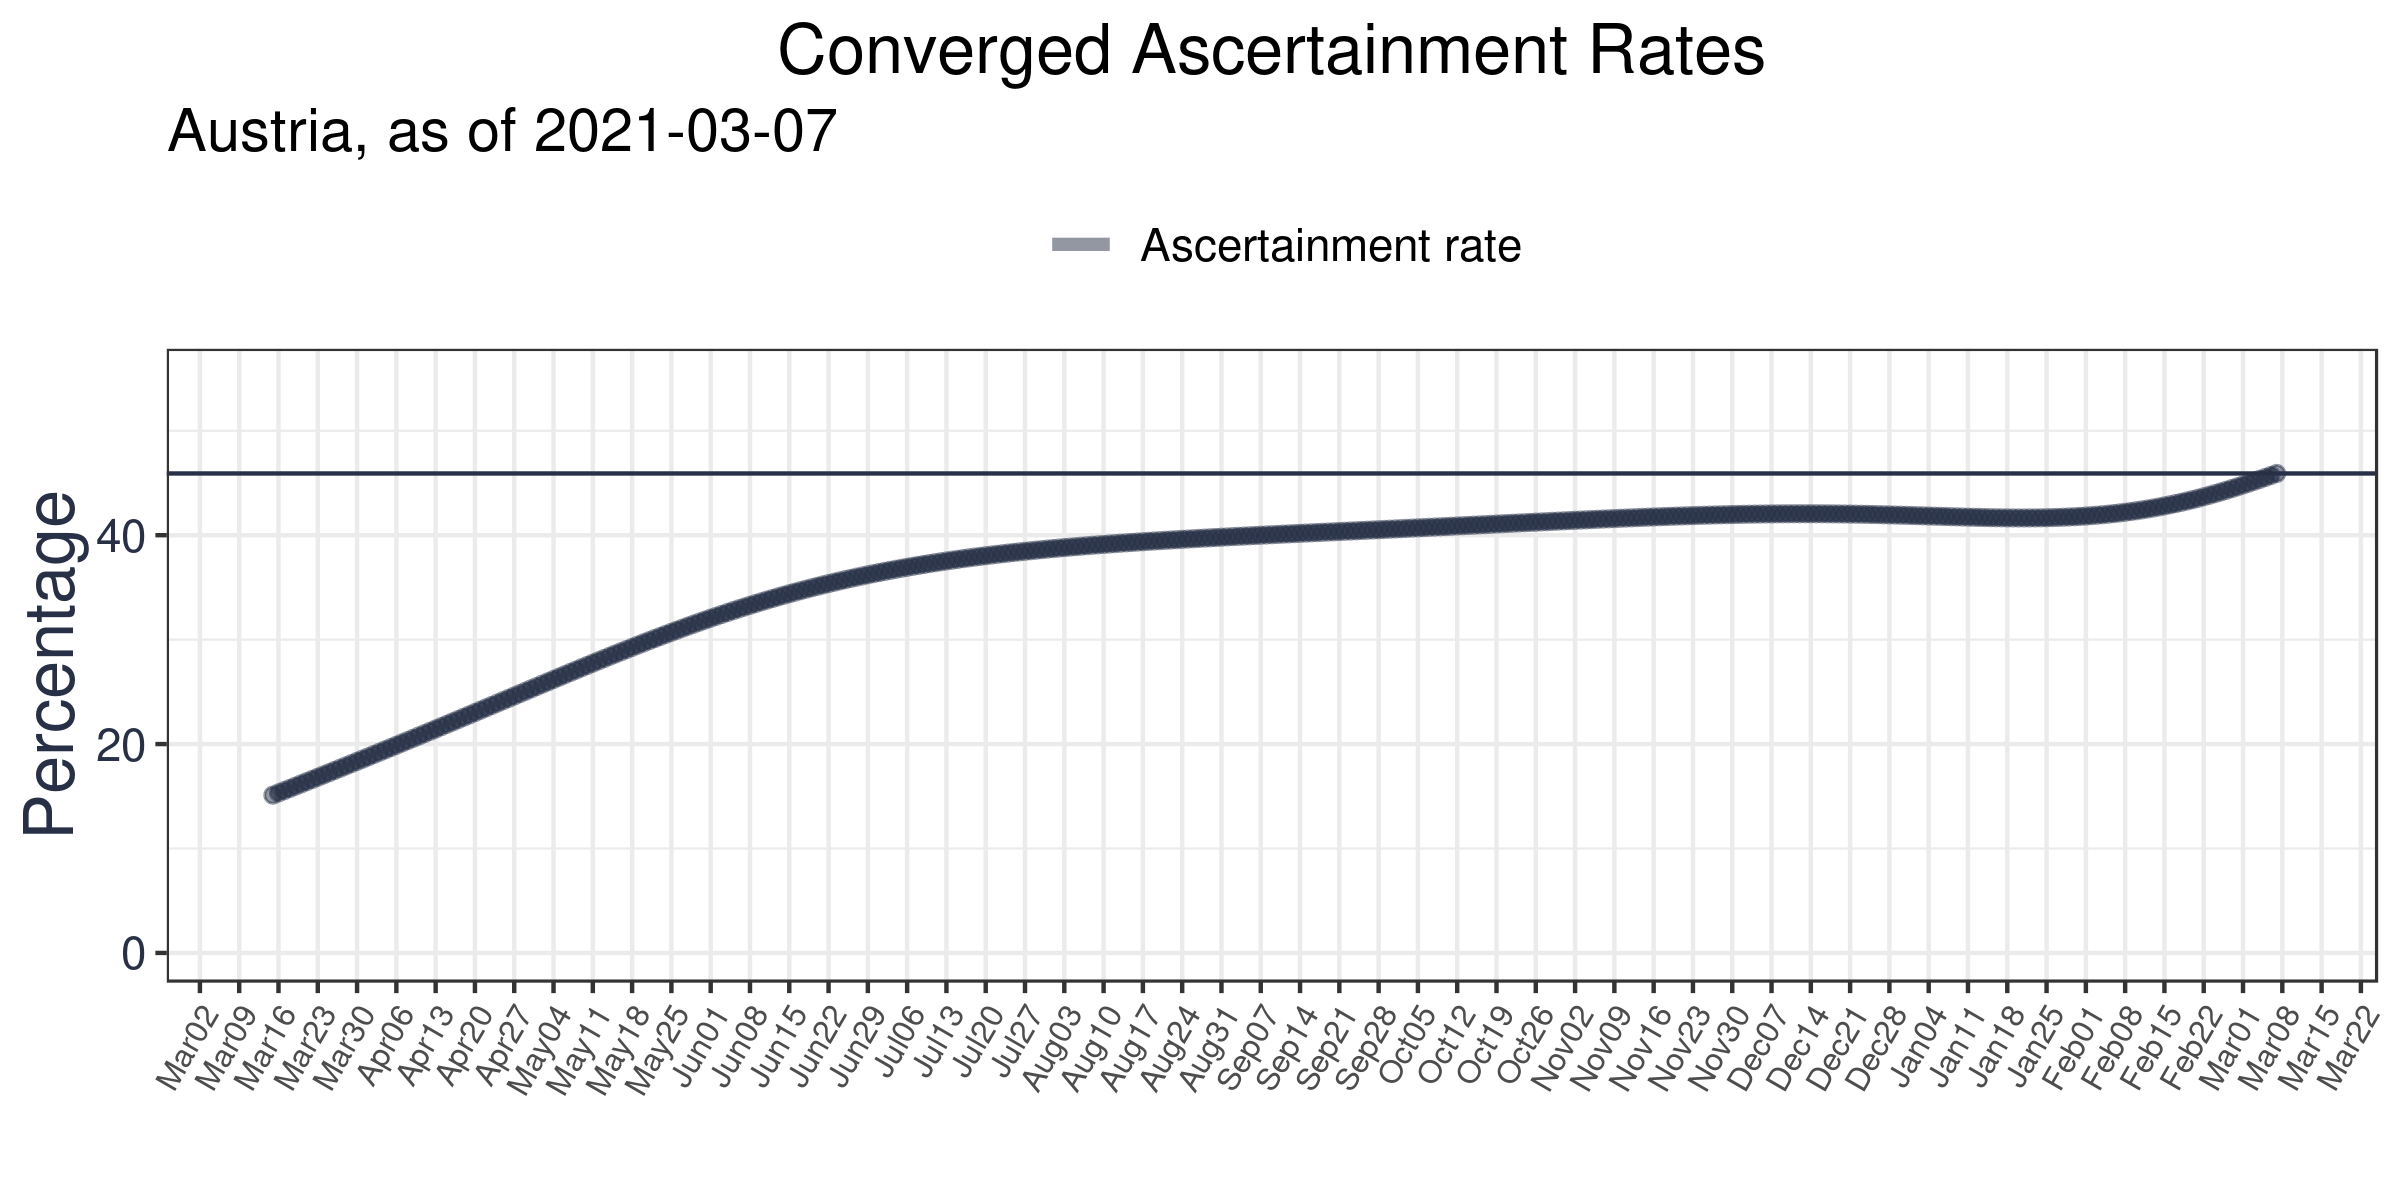 Converged Ascertainment Rates
Austria, as of 2021-03-07
Ascertainment rate
Percentage
40
20
0
Mar02 Mar09 Mar16 Mar23 Mar30 Apr06 Apr13 Apr20 Apr27 May04 May11 May18 May25 Jun01 Jun08 Jun15 Jun22 Jun29 Jul06 Jul13 Jul20 Jul27 Aug03 Aug10 Aug17 Aug24 Aug31 Sep07 Sep14 Sep21 Sep28 Oct05 Oct12 Oct19 Oct26 Nov02 Nov09 Nov16 Nov23 Nov30 Dec07 Dec14 Dec21 Dec28 Jan04 Jan11 Jan18 Jan25 Feb01 Feb08 Feb15 Feb22 Mar01 Mar08 Mar15 Mar22